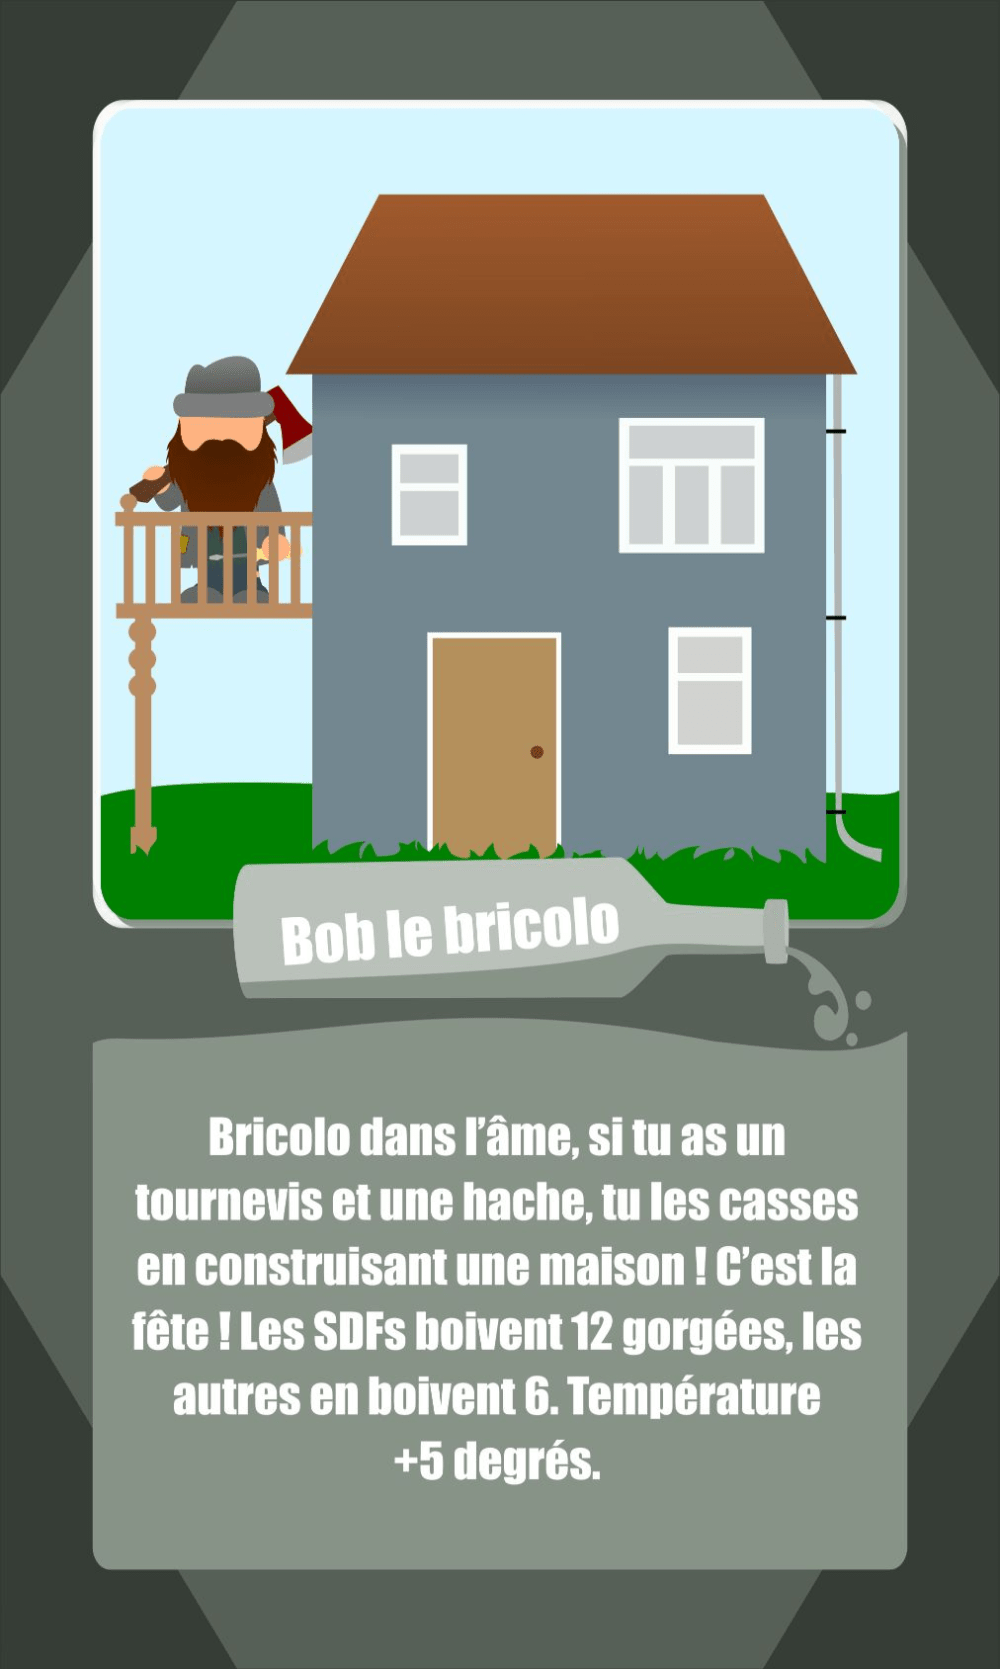 Bob le bricolo
Bricolo dans l’âme, si tu as un
tournevis et une hache, tu les casses
en construisant une maison ! C’est la
fête ! Les SDFs boivent 12 gorgées, les
autres en boivent 6. Température
+5 degrés.